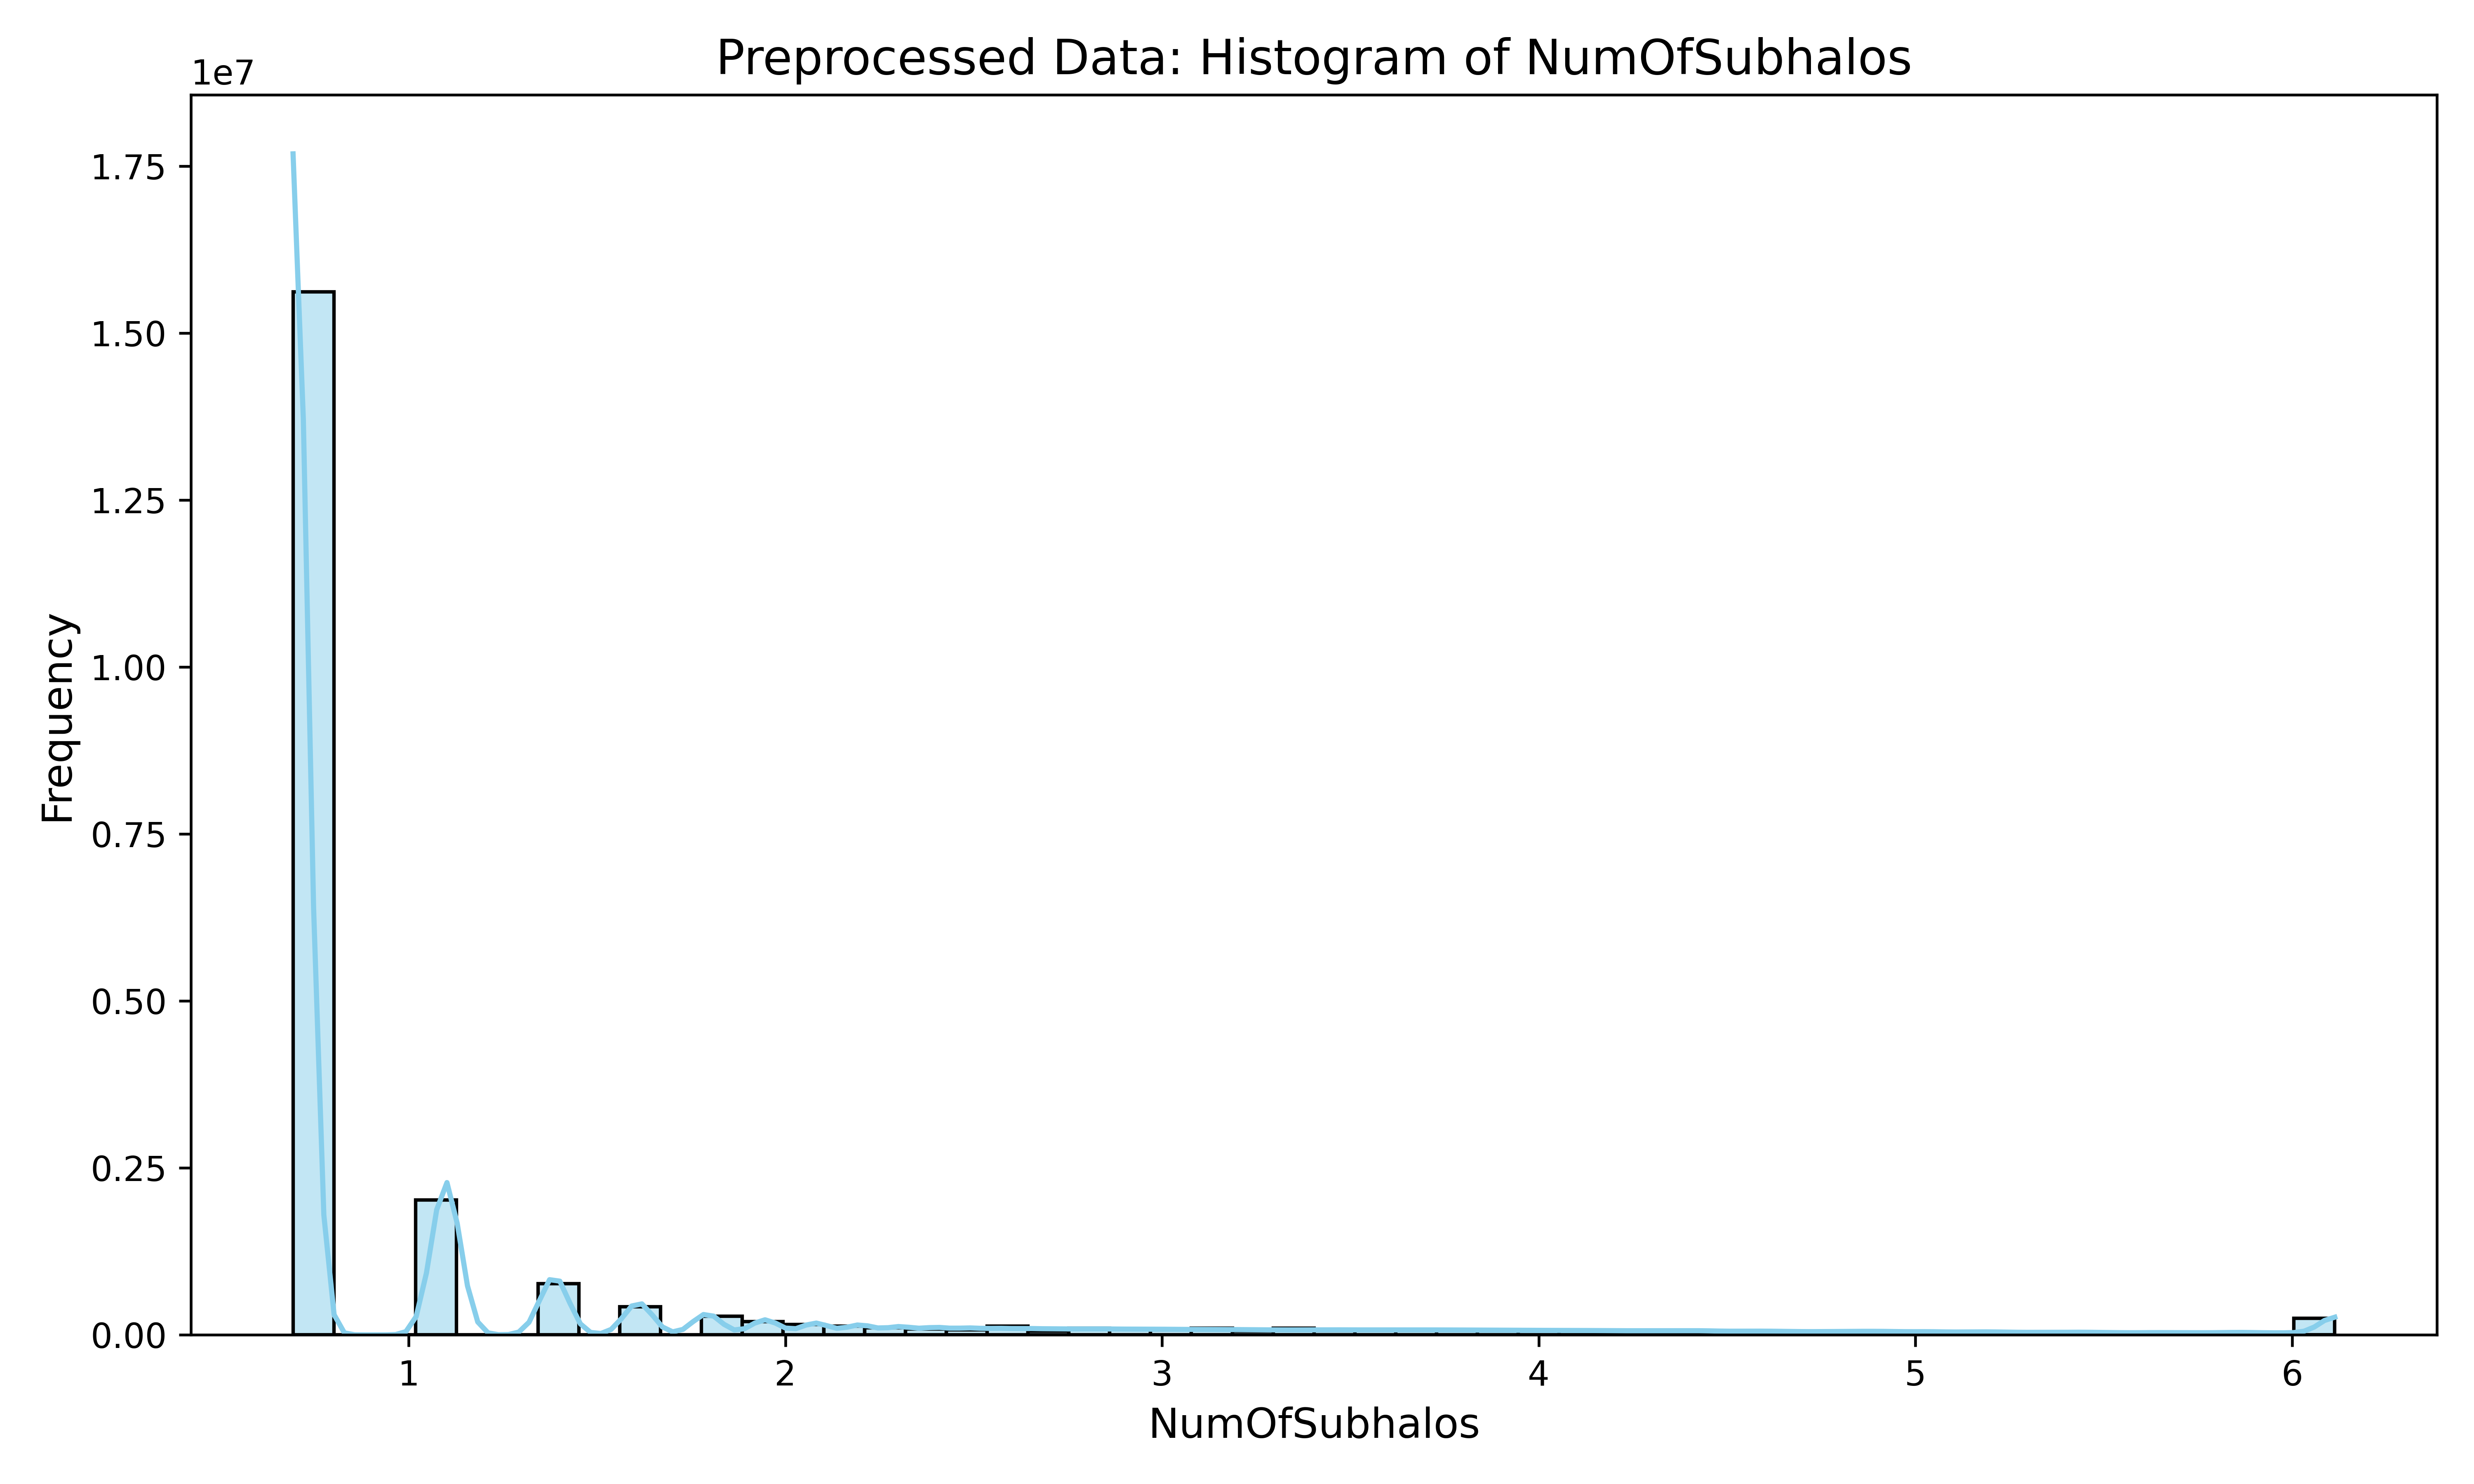 Preprocessed Data: Histogram of NumOfSubhalos
1e7
1.75
1.50
1.25
1.00
0.75
0.50
0.25
0.00
Frequency
1 2 3 4 5 6
NumOfSubhalos